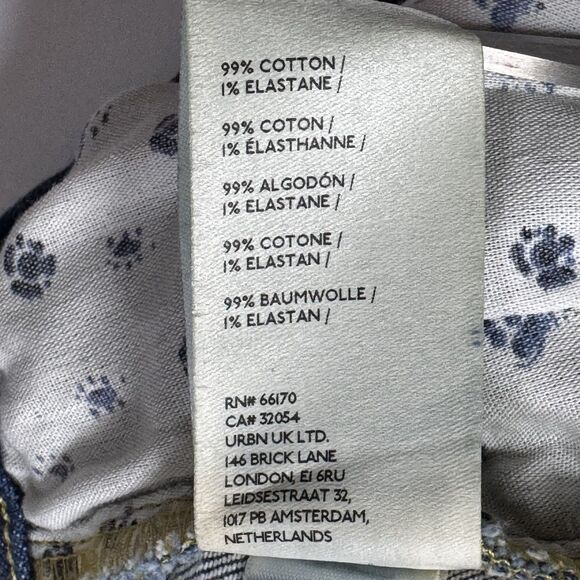 99% COTTON /
1% ELASTANE /
99% COTON /
1% ÉLASTHANNE /
99% ALGODÓN /
1% ELASTANE /
99% COTONE /
1% ELASTAN /
99% BAUMWOLLE /
1% ELASTAN /
RN# 66170
CA# 32054
URBN UK LTD.
146 BRICK LANE
LONDON, E1 6RU
LEIDSESTRAAT 32,
1017 PB AMSTERDAM,
NETHERLANDS